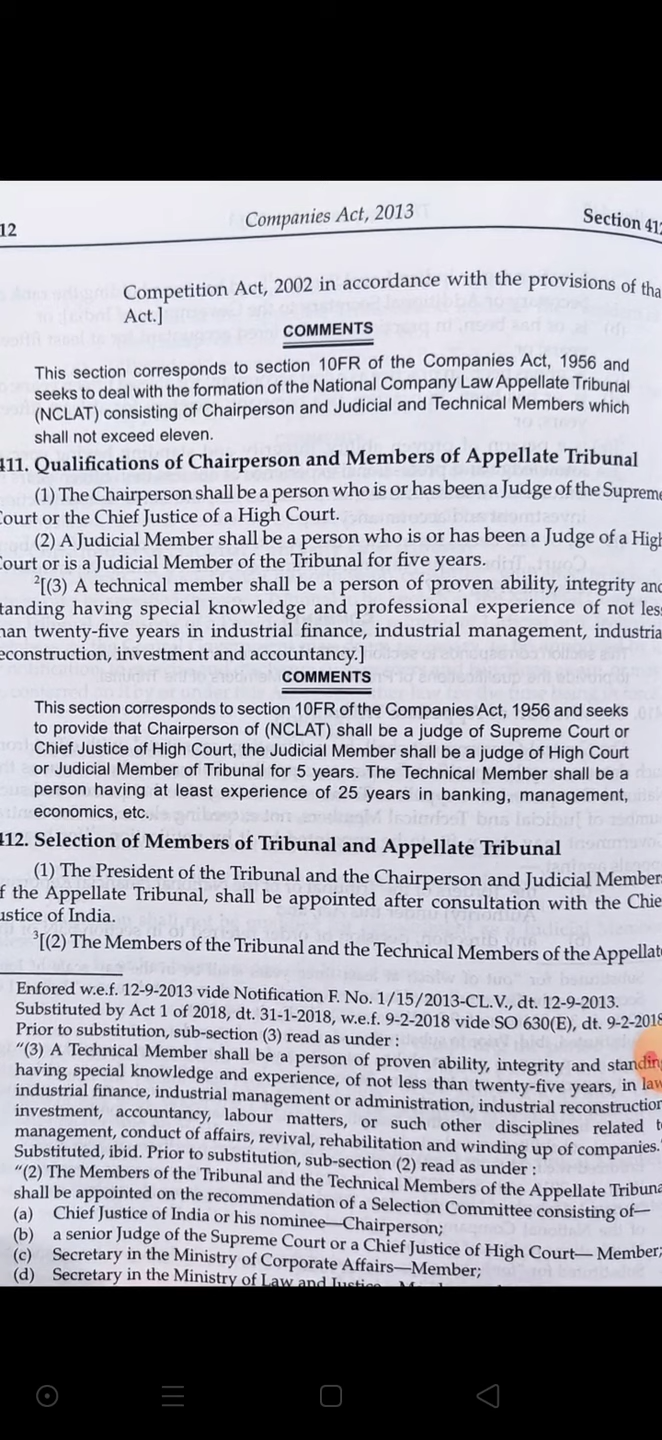 12
Companies Act, 2013
Section 412
Competition Act, 2002 in accordance with the provisions of tha
Act.]
COMMENTS
This section corresponds to section 10FR of the Companies Act, 1956 and
seeks to deal with the formation of the National Company Law Appellate Tribunal
(NCLAT) consisting of Chairperson and Judicial and Technical Members which
shall not exceed eleven.
411. Qualifications of Chairperson and Members of Appellate Tribunal
(1) The Chairperson shall be a person who is or has been a Judge of the Supreme
Court or the Chief Justice of a High Court.
(2) A Judicial Member shall be a person who is or has been a Judge of a High
Court or is a Judicial Member of the Tribunal for five years.
2[(3) A technical member shall be a person of proven ability, integrity and
tanding having special knowledge and professional experience of not less
han twenty-five years in industrial finance, industrial management, industria
econstruction, investment and accountancy.]
COMMENTS
This section corresponds to section 10FR of the Companies Act, 1956 and seeks
to provide that Chairperson of (NCLAT) shall be a judge of Supreme Court or
Chief Justice of High Court, the Judicial Member shall be a judge of High Court
or Judicial Member of Tribunal for 5 years. The Technical Member shall be a
person having at least experience of 25 years in banking, management,
economics, etc.
412. Selection of Members of Tribunal and Appellate Tribunal
(1) The President of the Tribunal and the Chairperson and Judicial Members
f the Appellate Tribunal, shall be appointed after consultation with the Chie
ustice of India.
3[(2) The Members of the Tribunal and the Technical Members of the Appellate
Enfored w.e.f. 12-9-2013 vide Notification F. No. 1/15/2013-CL.V., dt. 12-9-2013.
Substituted by Act 1 of 2018, dt. 31-1-2018, w.e.f. 9-2-2018 vide SO 630(E), dt. 9-2-2018
Prior to substitution, sub-section (3) read as under :
"(3) A Technical Member shall be a person of proven ability, integrity and standing
having special knowledge and experience, of not less than twenty-five years, in law
industrial finance, industrial management or administration, industrial reconstruction
investment, accountancy, labour matters, or such other disciplines related t
management, conduct of affairs, revival, rehabilitation and winding up of companies."
Substituted, ibid. Prior to substitution, sub-section (2) read as under :
"(2) The Members of the Tribunal and the Technical Members of the Appellate Tribuna
shall be appointed on the recommendation of a Selection Committee consisting of—
(a) Chief Justice of India or his nominee—Chairperson;
(b) a senior Judge of the Supreme Court or a Chief Justice of High Court— Member;
(c) Secretary in the Ministry of Corporate Affairs—Member;
(d) Secretary in the Ministry of Law and Justice